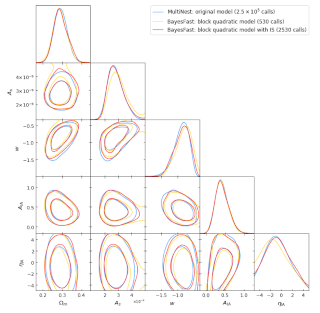 MultiNest: original model (2.5 × 10⁵ calls)
BayesFast: block quadratic model (530 calls)
BayesFast: block quadratic model with IS (2530 calls)
A_s
4×10⁻⁹
3×10⁻⁹
2×10⁻⁹
w
−0.5
−1.0
−1.5
A_IA
1.0
0.5
0.0
η_IA
4
2
0
−2
−4
0.2 0.3 0.4
2 3 4
−1.5 −1.0 −0.5
0.0 0.5 1.0
−4 0 4
Ω_m
A_s
w
A_IA
η_IA